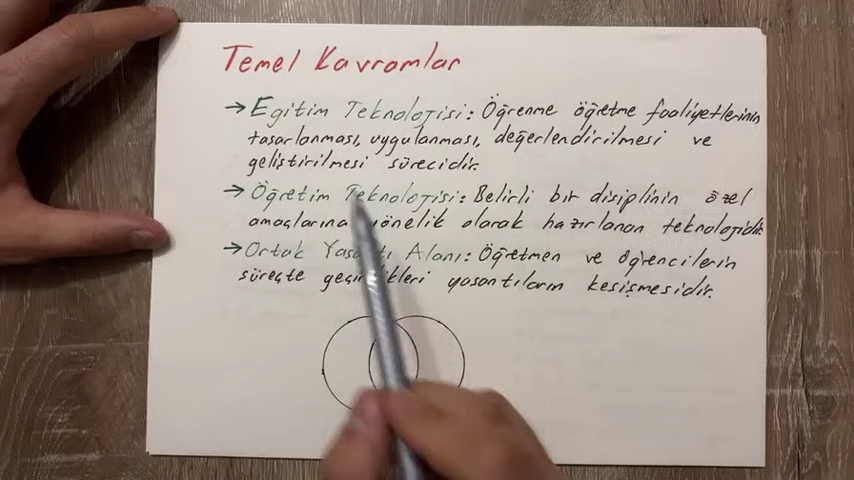 Temel Kavramlar
→ Eğitim Teknolojisi: Öğrenme öğretme faaliyetlerinin
tasarlanması, uygulanması, değerlendirilmesi ve
geliştirilmesi sürecidir.
→ Öğretim Teknolojisi: Belirli bir disiplinin özel
amaçlarına yönelik olarak hazırlanan teknolojidir.
→ Ortak Alanı: Öğretmen ve öğrencilerin
süreçte yaşantıların kesişmesidir.